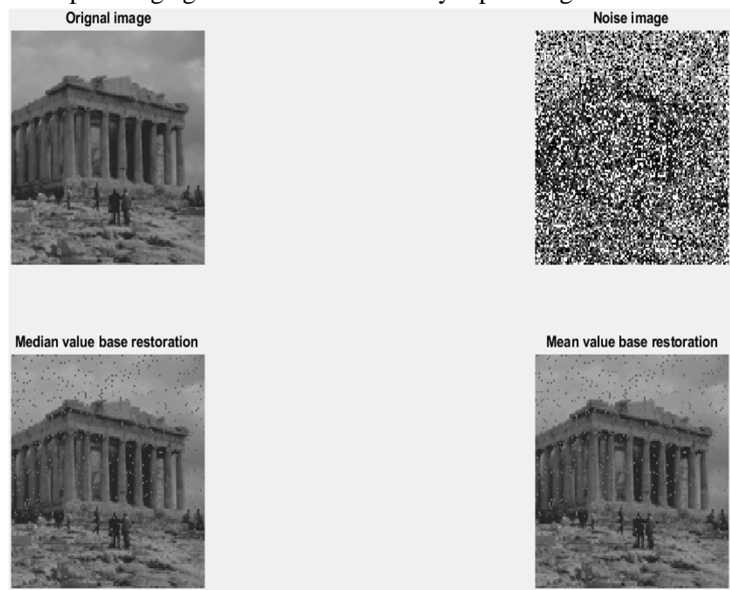 Orignal image
Noise image
Median value base restoration
Mean value base restoration